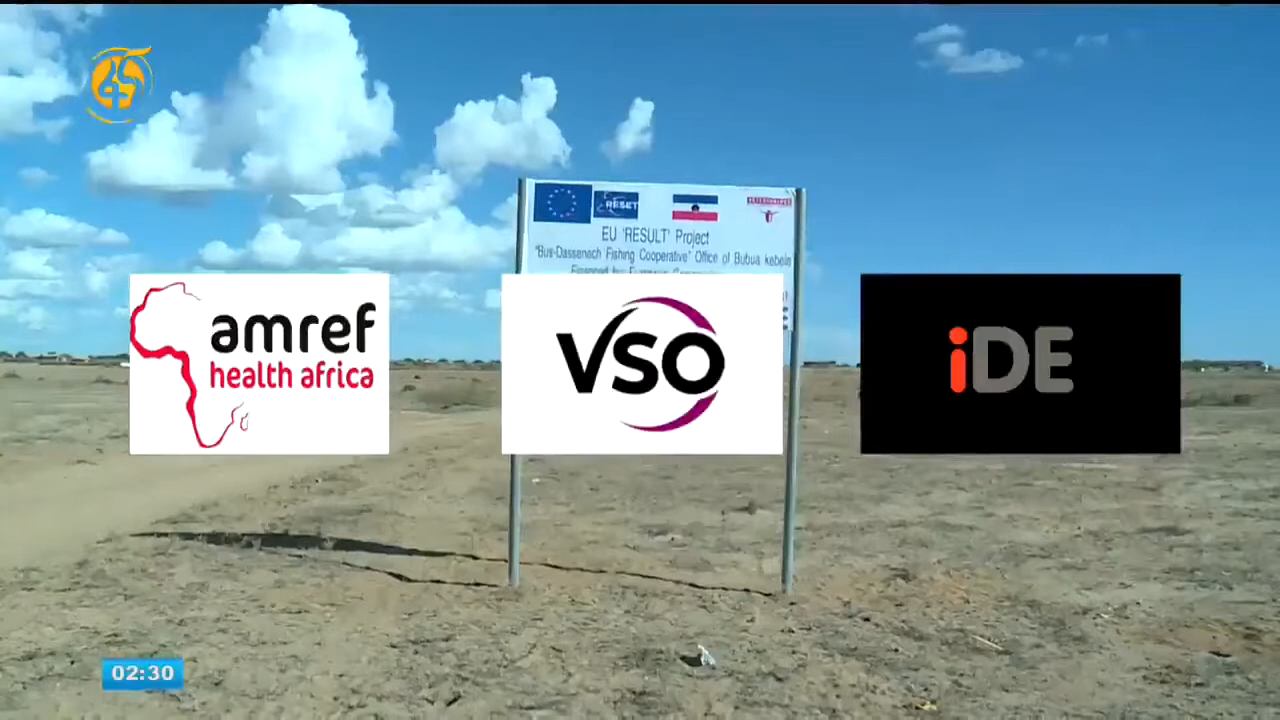 RESET
EU 'RESULT' Project
"Bus-Dassenech Fishing Cooperative" Office of Bubua kebele
amref
health africa
VSO
iDE
02:30